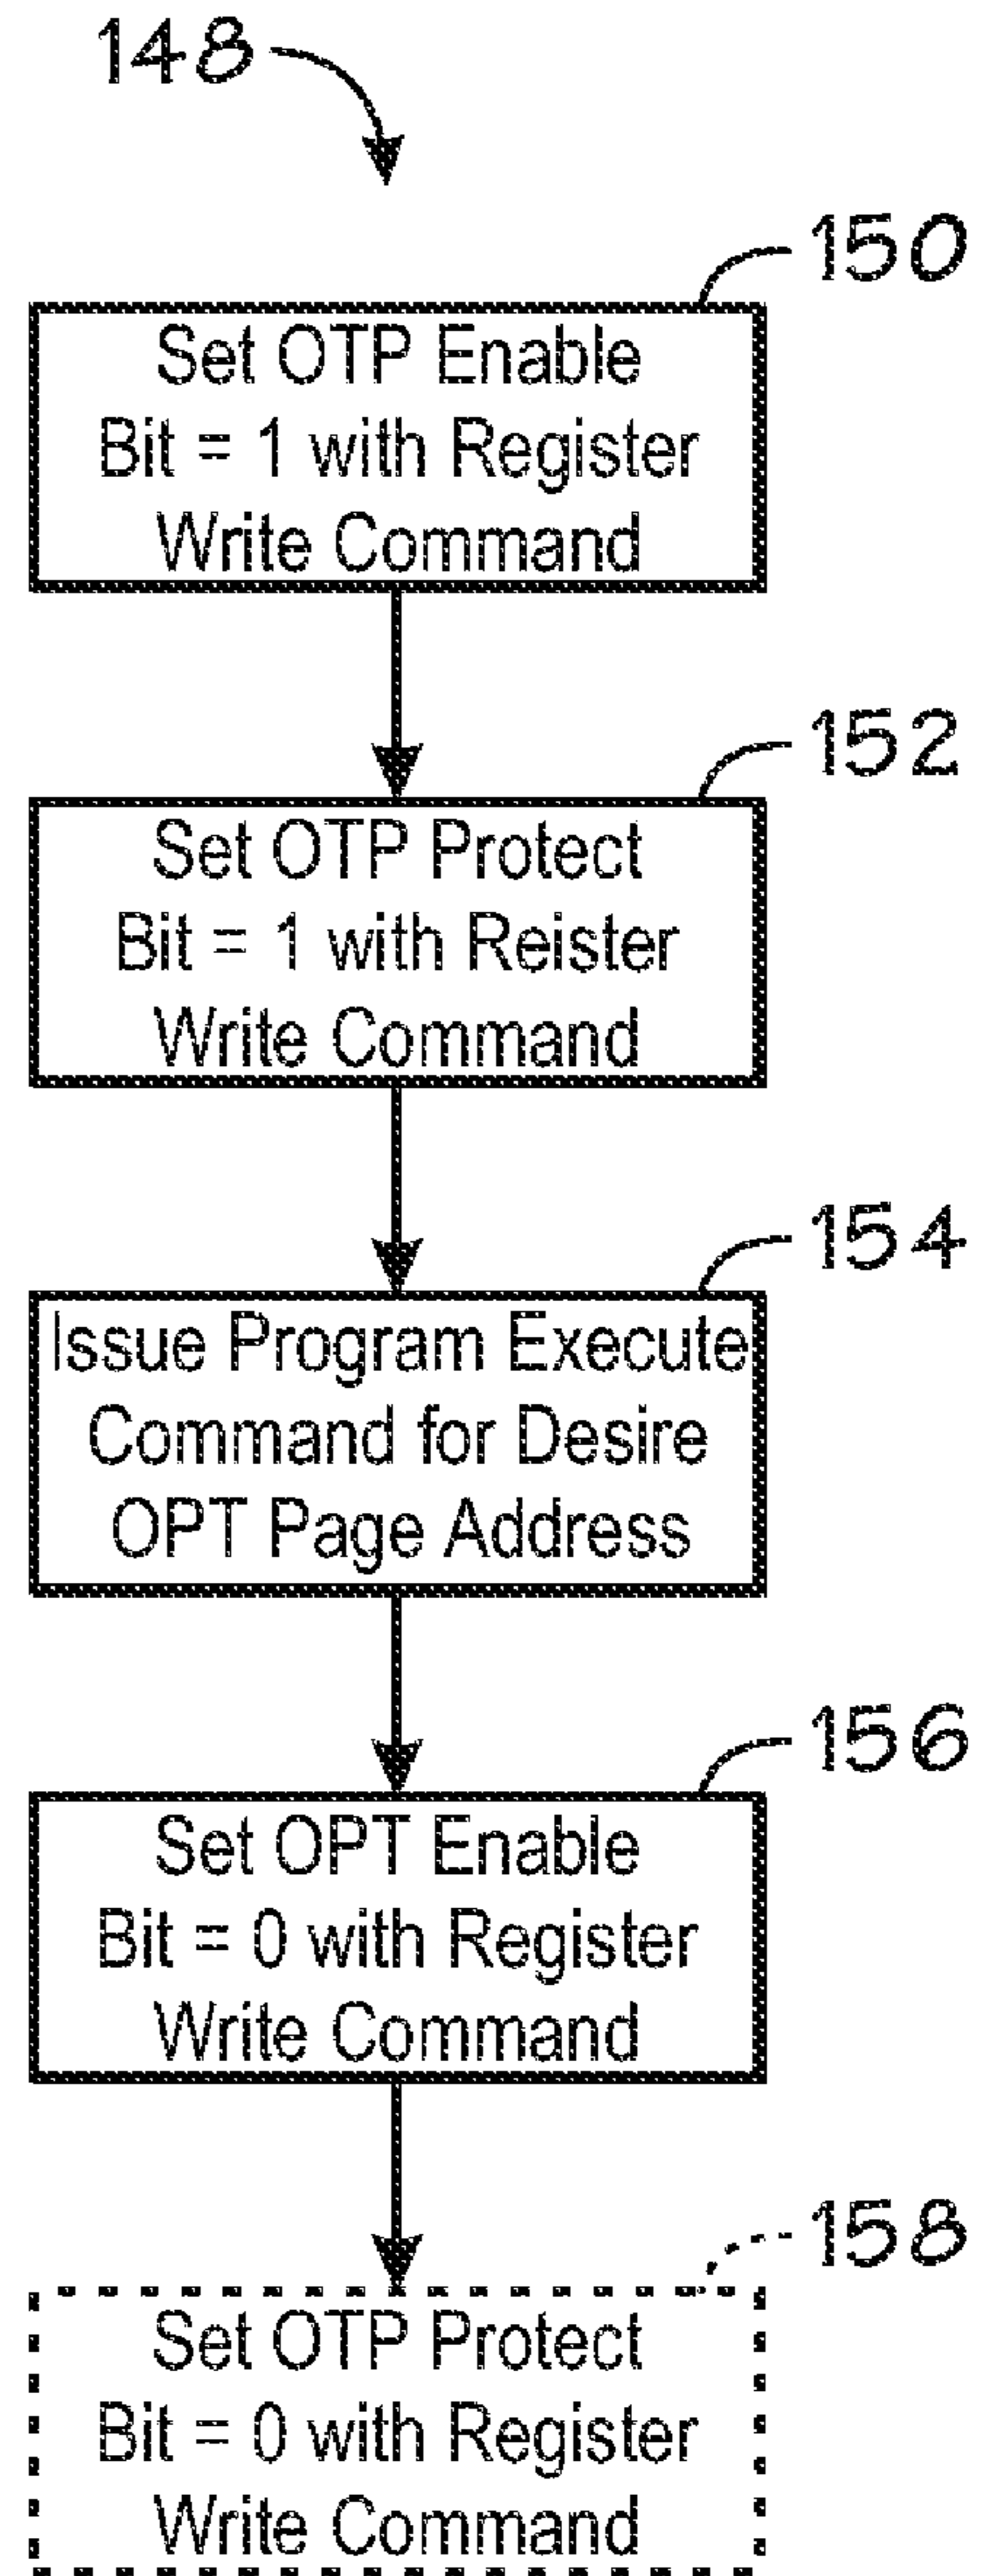 148
150
Set OTP Enable
Bit = 1 with Register
Write Command
152
Set OTP Protect
Bit = 1 with Reister
Write Command
154
Issue Program Execute
Command for Desire
OPT Page Address
156
Set OPT Enable
Bit = 0 with Register
Write Command
158
Set OTP Protect
Bit = 0 with Register
Write Command